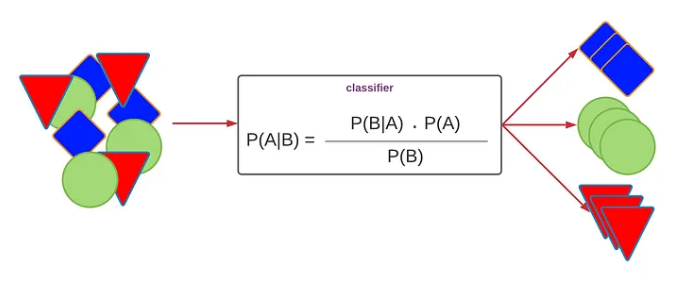 classifier
P(A|B) = P(B|A) . P(A)
P(B)